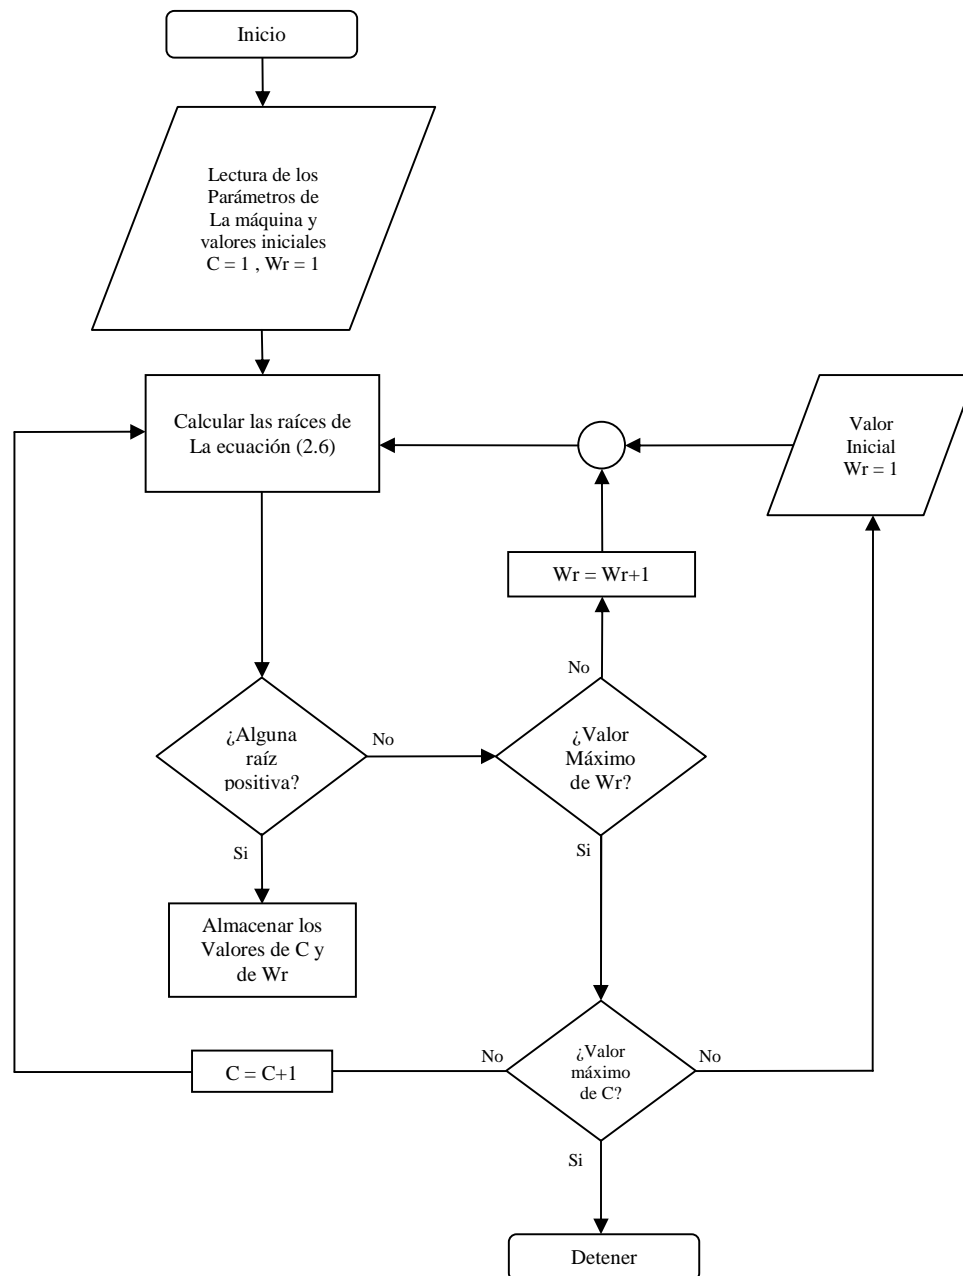 Inicio
Lectura de los
Parámetros de
La máquina y
valores iniciales
C = 1 , Wr = 1
Calcular las raíces de
La ecuación (2.6)
Valor
Inicial
Wr = 1
Wr = Wr+1
No
¿Alguna
raíz
positiva?
No
¿Valor
Máximo
de Wr?
Si
Si
Almacenar los
Valores de C y
de Wr
C = C+1
No
¿Valor
máximo
de C?
No
Si
Detener